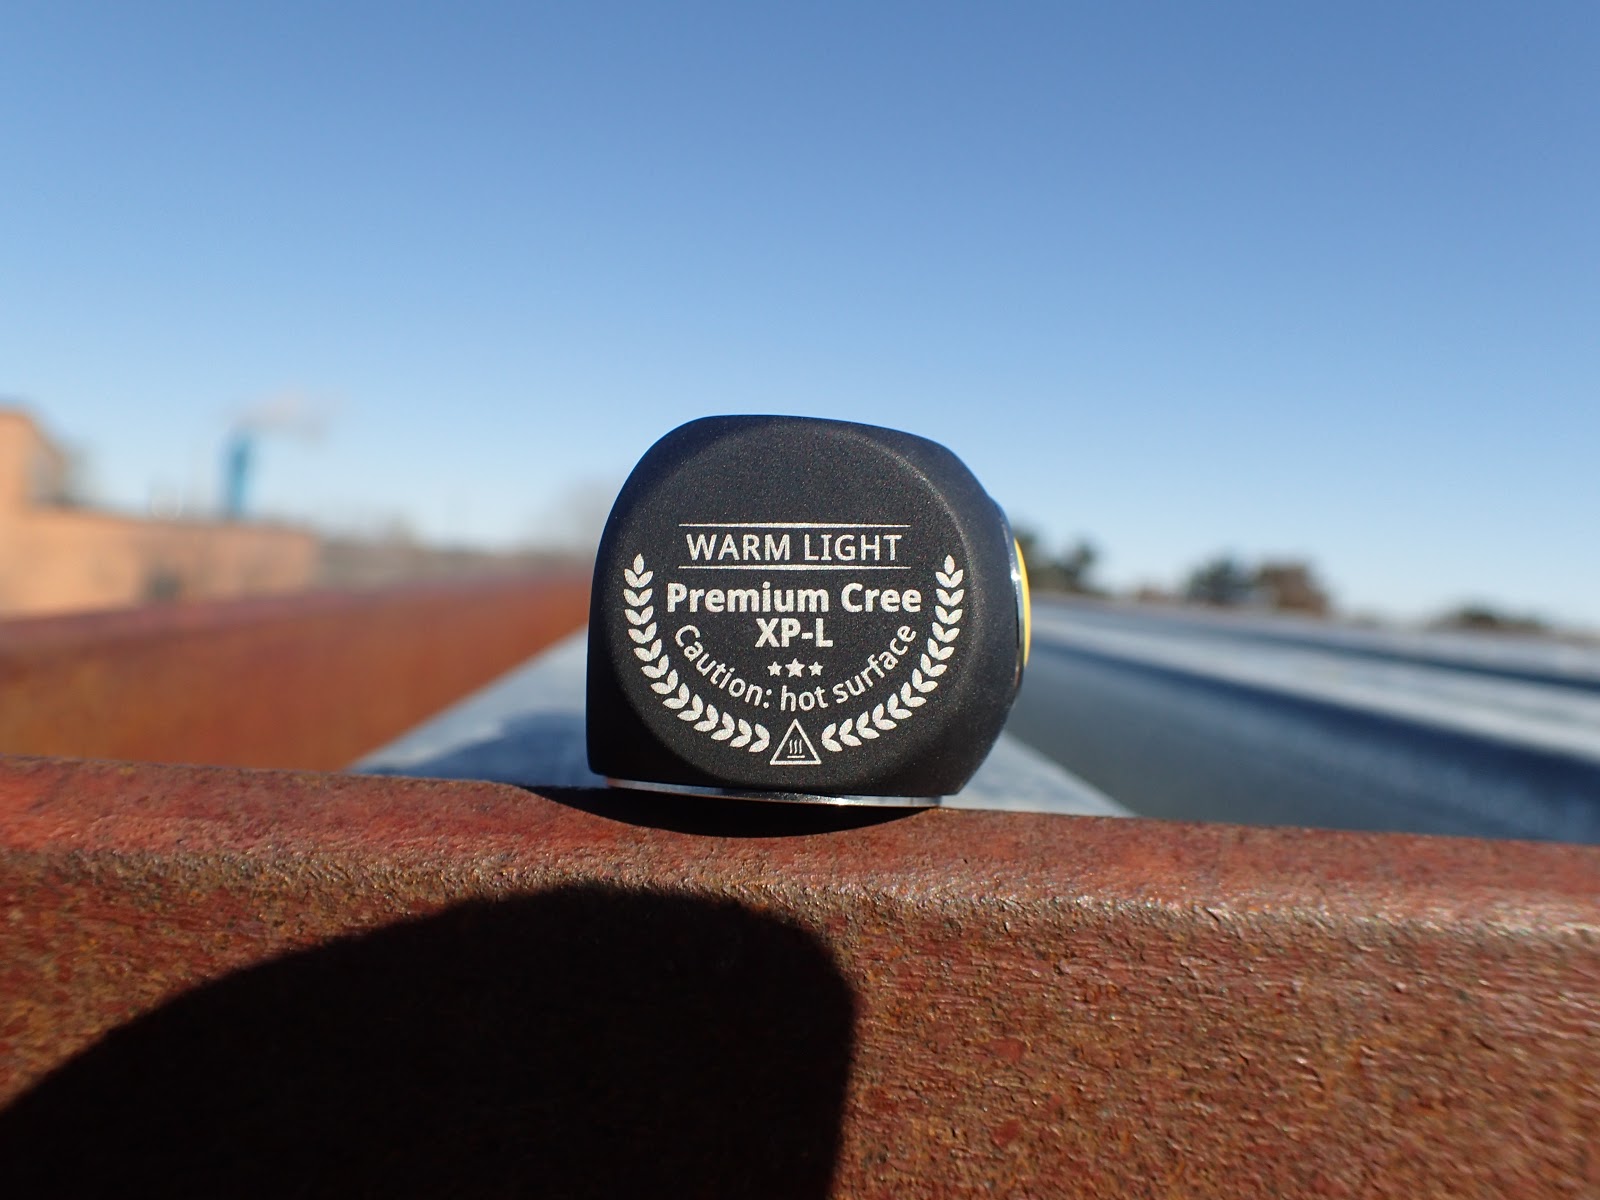 WARM LIGHT
Premium Cree
XP-L
Caution: hot surface